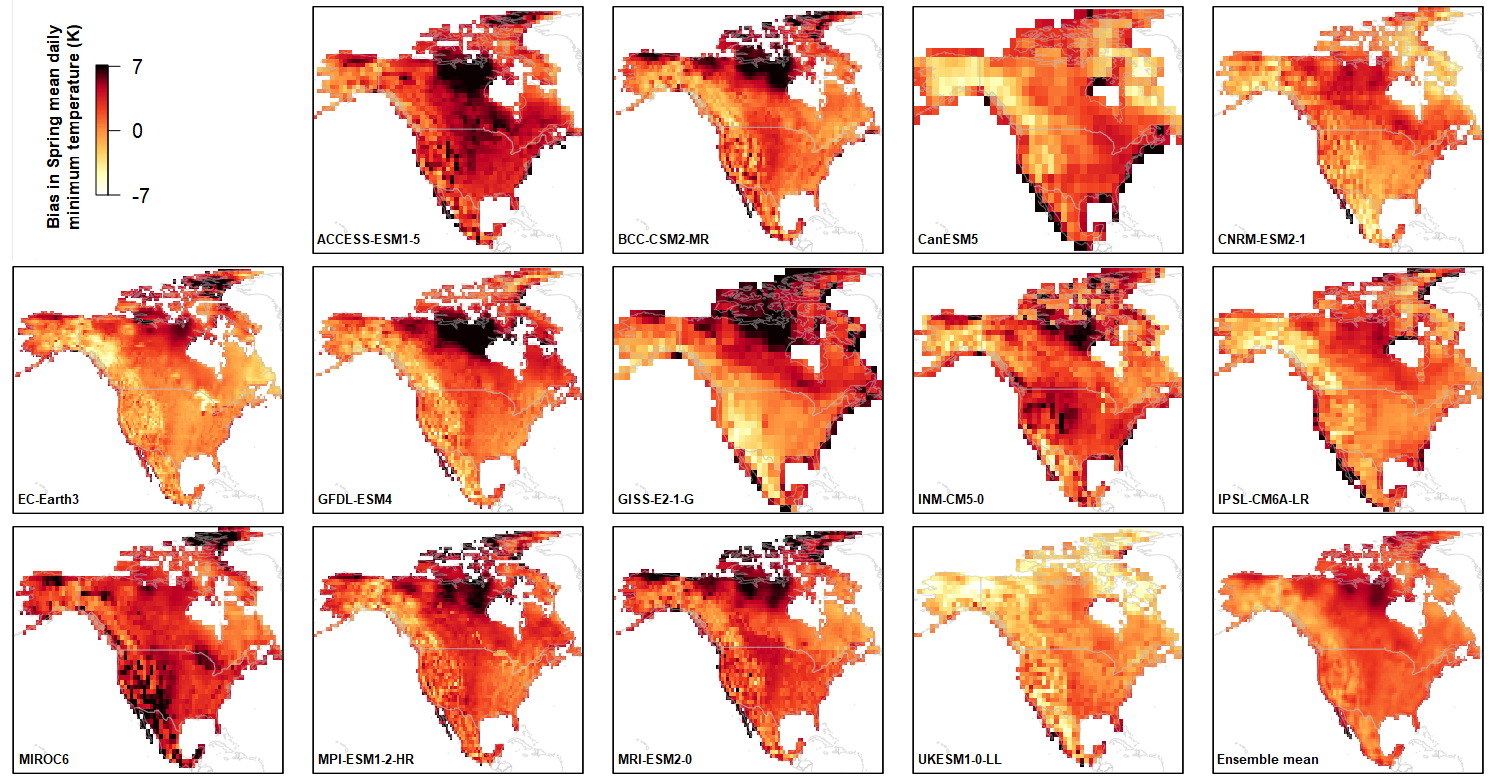 Bias in Spring mean daily
minimum temperature (K)
7
0
-7
ACCESS-ESM1-5
BCC-CSM2-MR
CanESM5
CNRM-ESM2-1
EC-Earth3
GFDL-ESM4
GISS-E2-1-G
INM-CM5-0
IPSL-CM6A-LR
MIROC6
MPI-ESM1-2-HR
MRI-ESM2-0
UKESM1-0-LL
Ensemble mean